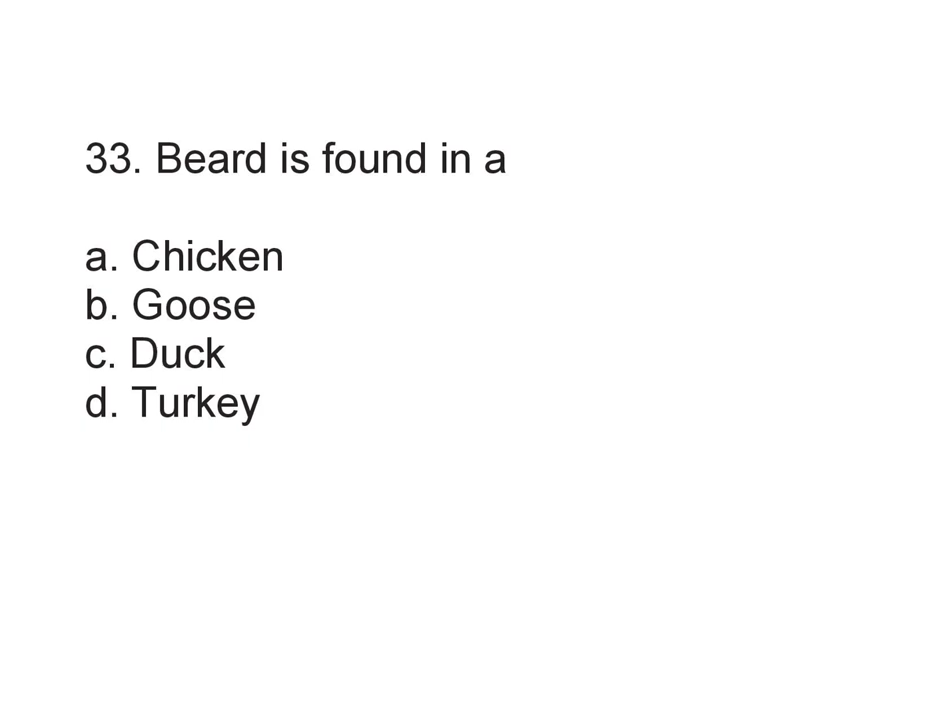 33. Beard is found in a
a. Chicken
b. Goose
c. Duck
d. Turkey